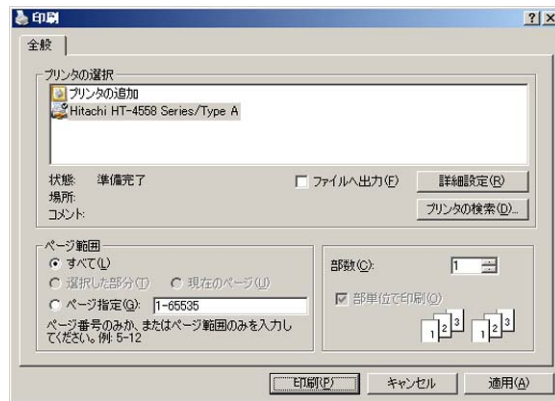 印刷
全般
プリンタの選択
プリンタの追加
Hitachi HT-4558 Series/Type A
状態: 準備完了
場所:
コメント:
ファイルへ出力(F)
詳細設定(R)
プリンタの検索(D)...
ページ範囲
すべて(L)
選択した部分(T) 現在のページ(U)
ページ指定(G): 1-65535
ページ番号のみか、またはページ範囲のみを入力し
てください。例: 5-12
部数(C): 1
部単位で印刷(O)
1 2 3 1 2 3
印刷(P) キャンセル 適用(A)